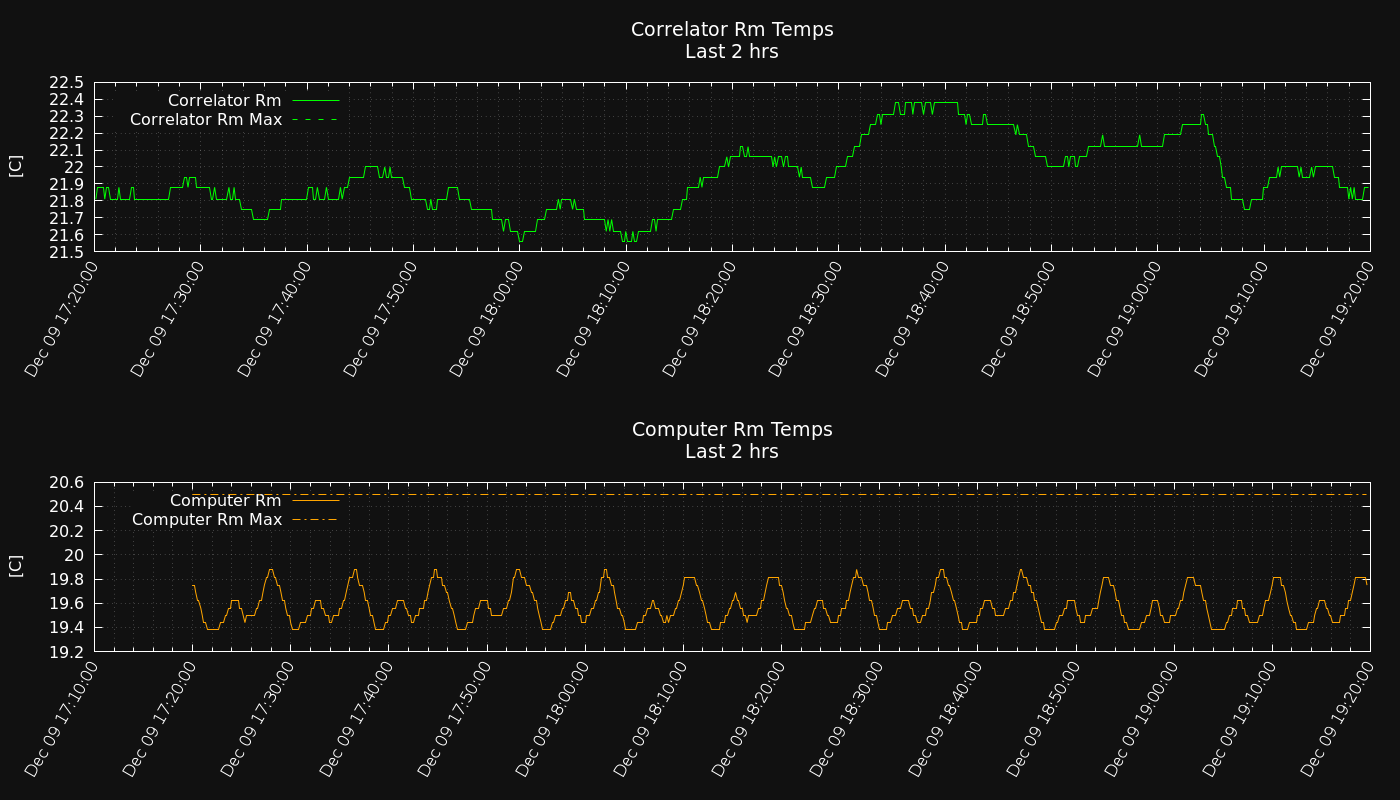 Correlator Rm Temps
Last 2 hrs
22.5
22.4
22.3
22.2
22.1
22
21.9
21.8
21.7
21.6
21.5
[C]
Correlator Rm
Correlator Rm Max
Dec 09 17:20:00
Dec 09 17:30:00
Dec 09 17:40:00
Dec 09 17:50:00
Dec 09 18:00:00
Dec 09 18:10:00
Dec 09 18:20:00
Dec 09 18:30:00
Dec 09 18:40:00
Dec 09 18:50:00
Dec 09 19:00:00
Dec 09 19:10:00
Dec 09 19:20:00
Computer Rm Temps
Last 2 hrs
20.6
20.4
20.2
20
19.8
19.6
19.4
19.2
[C]
Computer Rm
Computer Rm Max
Dec 09 17:10:00
Dec 09 17:20:00
Dec 09 17:30:00
Dec 09 17:40:00
Dec 09 17:50:00
Dec 09 18:00:00
Dec 09 18:10:00
Dec 09 18:20:00
Dec 09 18:30:00
Dec 09 18:40:00
Dec 09 18:50:00
Dec 09 19:00:00
Dec 09 19:10:00
Dec 09 19:20:00